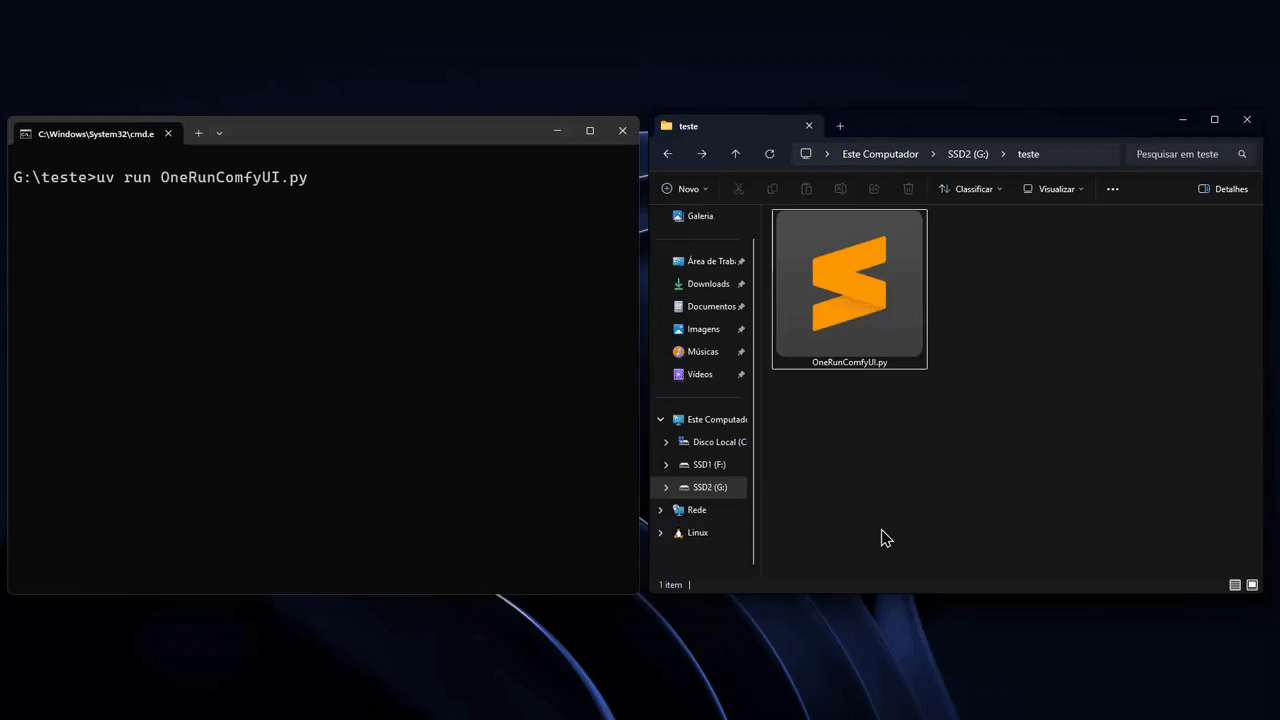 C:\Windows\System32\cmd.e
G:\teste>uv run OneRunComfyUI.py
teste
Este Computador
SSD2 (G:)
teste
Pesquisar em teste
Novo
Classificar
Visualizar
Detalhes
Galeria
Área de Trab
Downloads
Documentos
Imagens
Músicas
Vídeos
Este Computado
Disco Local (C
SSD1 (F:)
SSD2 (G:)
Rede
Linux
OneRunComfyUI.py
1 item